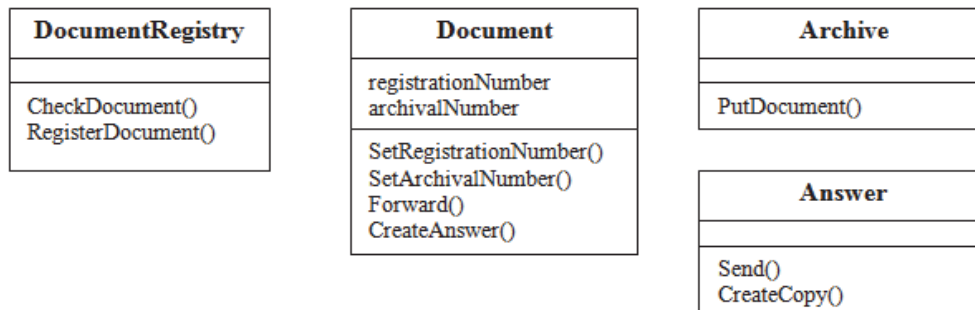 DocumentRegistry
CheckDocument()
RegisterDocument()
Document
registrationNumber
archivalNumber
SetRegistrationNumber()
SetArchivalNumber()
Forward()
CreateAnswer()
Archive
PutDocument()
Answer
Send()
CreateCopy()